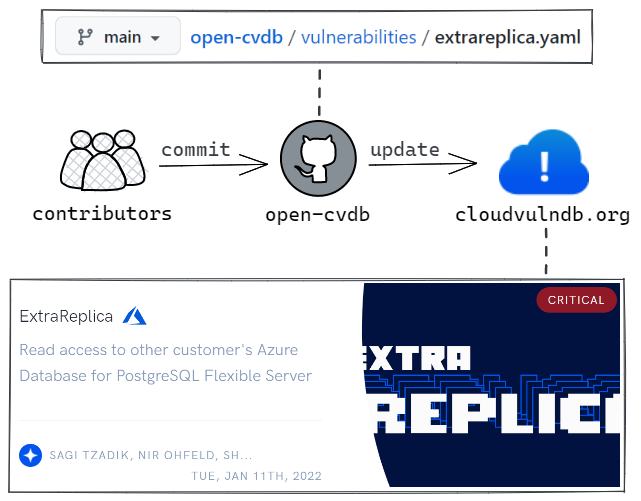 main open-cvdb / vulnerabilities / extrareplica.yaml
commit
update
contributors
open-cvdb
cloudvulndb.org
CRITICAL
ExtraReplica
Read access to other customer's Azure
Database for PostgreSQL Flexible Server
EXTRA
REPLIC
SAGI TZADIK, NIR OHFELD, SH...
TUE, JAN 11TH, 2022